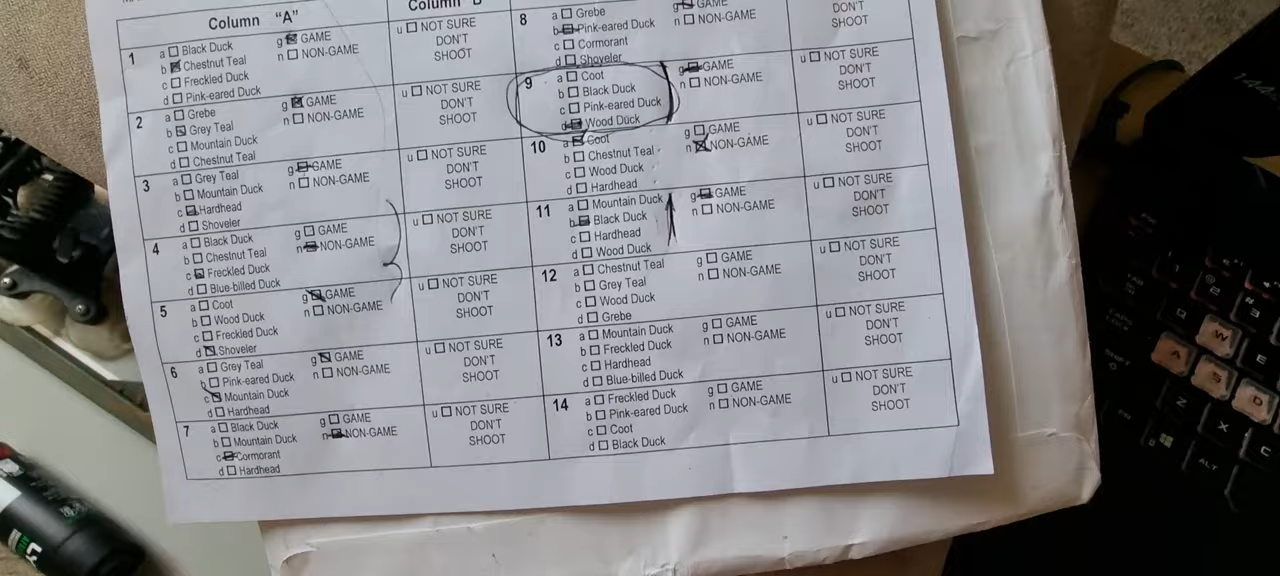 Column "A"
1
a Black Duck
b Chestnut Teal
c Freckled Duck
d Pink-eared Duck
g GAME
n NON-GAME
u NOT SURE
DON'T
SHOOT
2
a Grebe
b Grey Teal
c Mountain Duck
d Chestnut Teal
g GAME
n NON-GAME
u NOT SURE
DON'T
SHOOT
3
a Grey Teal
b Mountain Duck
c Hardhead
d Shoveler
g GAME
n NON-GAME
u NOT SURE
DON'T
SHOOT
4
a Black Duck
b Chestnut Teal
c Freckled Duck
d Blue-billed Duck
g GAME
n NON-GAME
u NOT SURE
DON'T
SHOOT
5
a Coot
b Wood Duck
c Freckled Duck
d Shoveler
g GAME
n NON-GAME
u NOT SURE
DON'T
SHOOT
6
a Grey Teal
b Pink-eared Duck
c Mountain Duck
d Hardhead
g GAME
n NON-GAME
u NOT SURE
DON'T
SHOOT
7
a Black Duck
b Mountain Duck
c Cormorant
d Hardhead
g GAME
n NON-GAME
u NOT SURE
DON'T
SHOOT
8
a Grebe
b Pink-eared Duck
c Cormorant
d Shoveler
g GAME
n NON-GAME
DON'T
SHOOT
9
a Coot
b Black Duck
c Pink-eared Duck
d Wood Duck
g GAME
n NON-GAME
u NOT SURE
DON'T
SHOOT
10
a Coot
b Chestnut Teal
c Wood Duck
d Hardhead
g GAME
n NON-GAME
u NOT SURE
DON'T
SHOOT
11
a Mountain Duck
b Black Duck
c Hardhead
d Wood Duck
g GAME
n NON-GAME
u NOT SURE
DON'T
SHOOT
12
a Chestnut Teal
b Grey Teal
c Wood Duck
d Grebe
g GAME
n NON-GAME
u NOT SURE
DON'T
SHOOT
13
a Mountain Duck
b Freckled Duck
c Hardhead
d Blue-billed Duck
g GAME
n NON-GAME
u NOT SURE
DON'T
SHOOT
14
a Freckled Duck
b Pink-eared Duck
c Coot
d Black Duck
g GAME
n NON-GAME
u NOT SURE
DON'T
SHOOT
W
E
A
S
D
Z
X
C
ALT